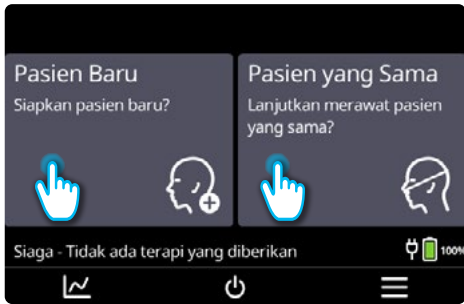 Pasien Baru
Siapkan pasien baru?
Pasien yang Sama
Lanjutkan merawat pasien
yang sama?
Siaga - Tidak ada terapi yang diberikan
100%